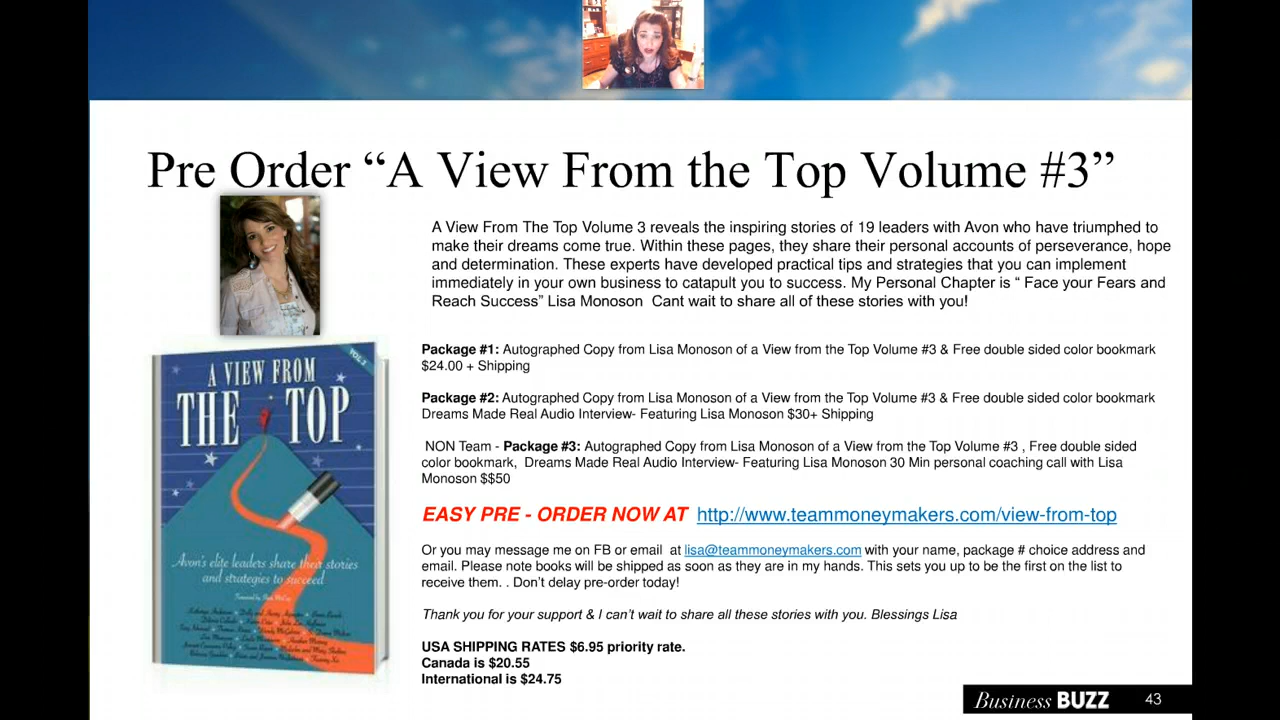 Pre Order “A View From the Top Volume #3”
A View From The Top Volume 3 reveals the inspiring stories of 19 leaders with Avon who have triumphed to
make their dreams come true. Within these pages, they share their personal accounts of perseverance, hope
and determination. These experts have developed practical tips and strategies that you can implement
immediately in your own business to catapult you to success. My Personal Chapter is “ Face your Fears and
Reach Success” Lisa Monoson  Cant wait to share all of these stories with you!
A VIEW FROM
THE TOP
Avon's elite leaders share their stories
and strategies to succeed
Package #1: Autographed Copy from Lisa Monoson of a View from the Top Volume #3 & Free double sided color bookmark
$24.00 + Shipping
Package #2: Autographed Copy from Lisa Monoson of a View from the Top Volume #3 & Free double sided color bookmark
Dreams Made Real Audio Interview- Featuring Lisa Monoson $30+ Shipping
NON Team - Package #3: Autographed Copy from Lisa Monoson of a View from the Top Volume #3 , Free double sided
color bookmark,  Dreams Made Real Audio Interview- Featuring Lisa Monoson 30 Min personal coaching call with Lisa
Monoson $$50
EASY PRE - ORDER NOW AT http://www.teammoneymakers.com/view-from-top
Or you may message me on FB or email  at lisa@teammoneymakers.com with your name, package # choice address and
email. Please note books will be shipped as soon as they are in my hands. This sets you up to be the first on the list to
receive them. . Don’t delay pre-order today!
Thank you for your support & I can’t wait to share all these stories with you. Blessings Lisa
USA SHIPPING RATES $6.95 priority rate.
Canada is $20.55
International is $24.75
Business BUZZ 43